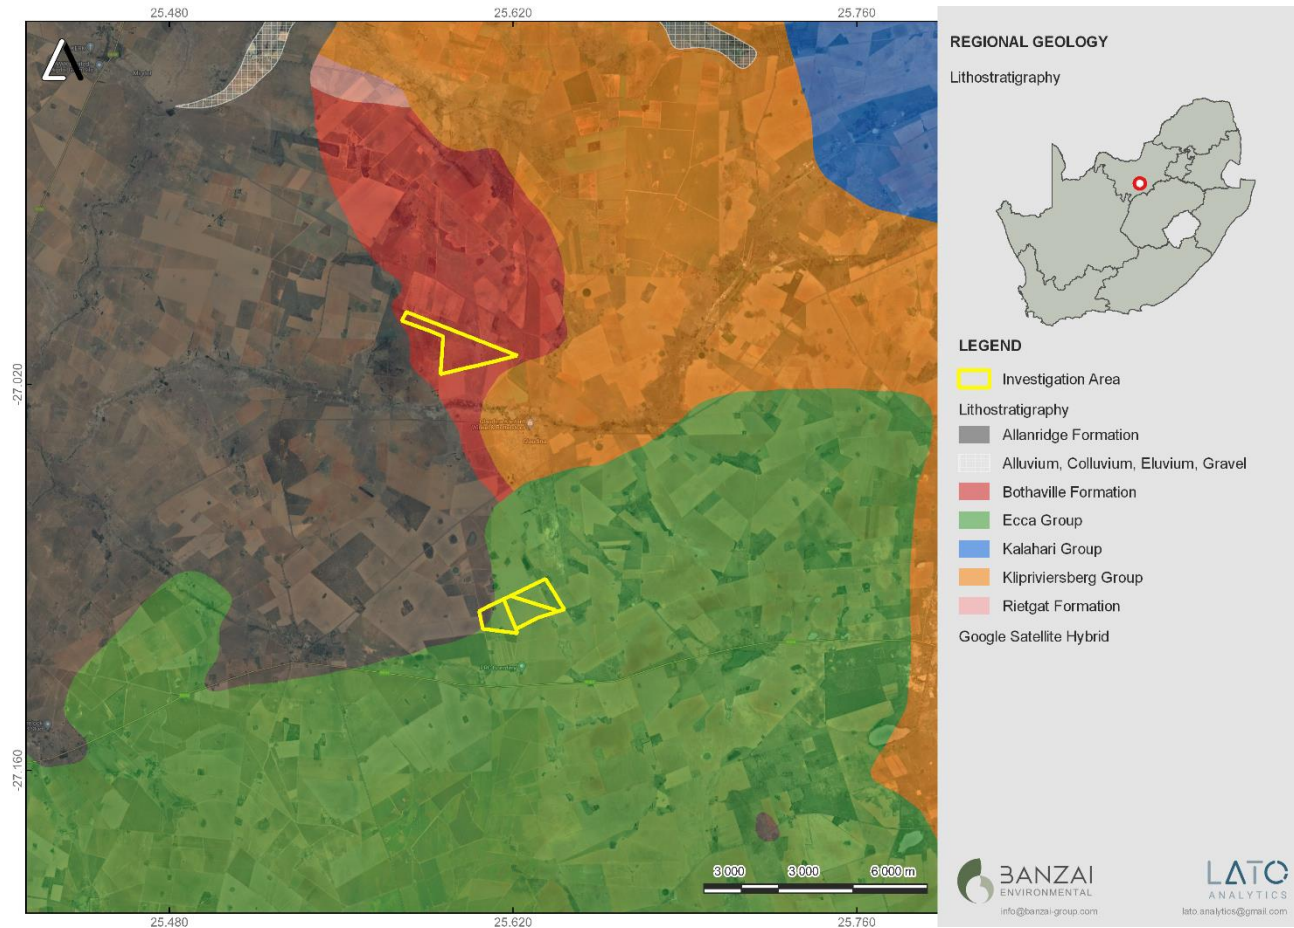 25.480
25.620
25.760
-27.020
-27.160
3 000
3 000
6 000 m
25.480
25.620
25.760
REGIONAL GEOLOGY
Lithostratigraphy
LEGEND
Investigation Area
Lithostratigraphy
Allanridge Formation
Alluvium, Colluvium, Eluvium, Gravel
Bothaville Formation
Ecca Group
Kalahari Group
Klipriviersberg Group
Rietgat Formation
Google Satellite Hybrid
BANZAI
ENVIRONMENTAL
info@banzai-group.com
LATO
ANALYTICS
lato.analytics@gmail.com